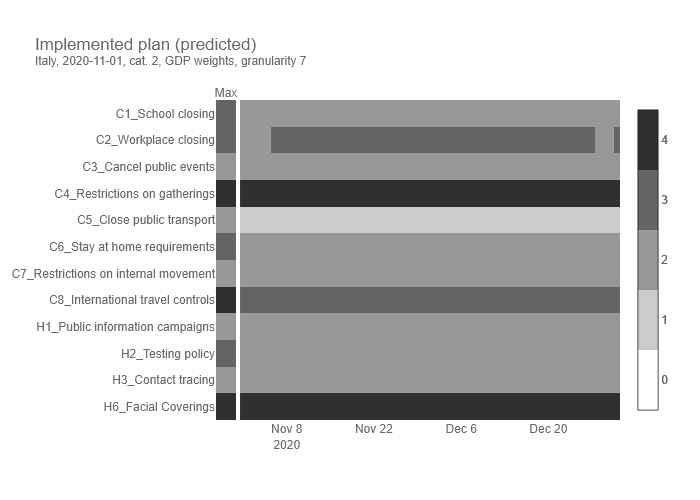 Implemented plan (predicted)
Italy, 2020-11-01, cat. 2, GDP weights, granularity 7
Max
C1_School closing
C2_Workplace closing
C3_Cancel public events
C4_Restrictions on gatherings
C5_Close public transport
C6_Stay at home requirements
C7_Restrictions on internal movement
C8_International travel controls
H1_Public information campaigns
H2_Testing policy
H3_Contact tracing
H6_Facial Coverings
Nov 8 Nov 22 Dec 6 Dec 20
2020
4
3
2
1
0